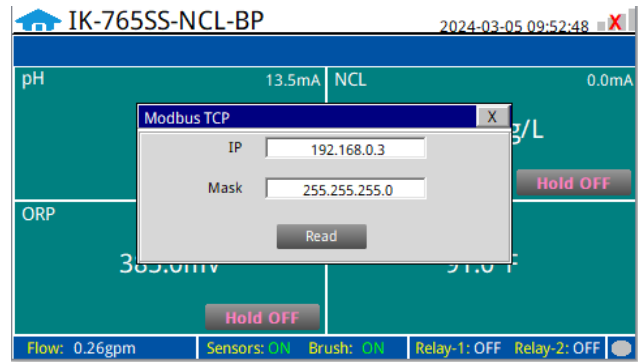 IK-765SS-NCL-BP
2024-03-05 09:52:48 X
pH 13.5mA NCL 0.0mA
Modbus TCP X
IP 192.168.0.3
g/L
Mask 255.255.255.0
Hold OFF
ORP
Read
Hold OFF
Flow: 0.26gpm Sensors: ON Brush: ON Relay-1: OFF Relay-2: OFF